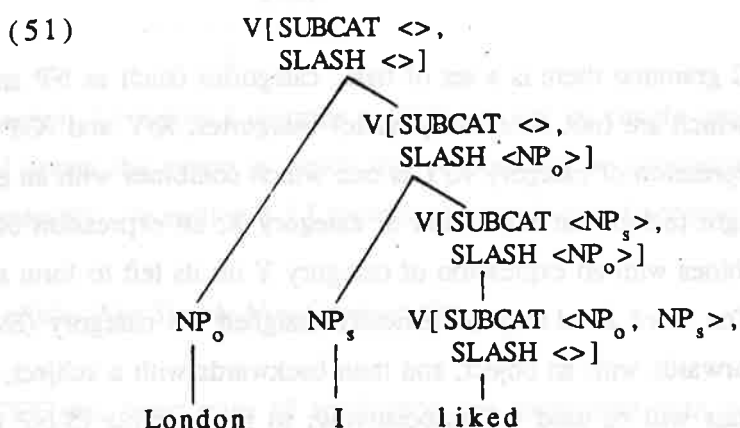 (51)
V[SUBCAT <>,
SLASH <>]
V[SUBCAT <>,
SLASH <NPo>]
V[SUBCAT <NPs>,
SLASH <NPo>]
NPo NPs V[SUBCAT <NPo, NPs>,
SLASH <>]
London I liked